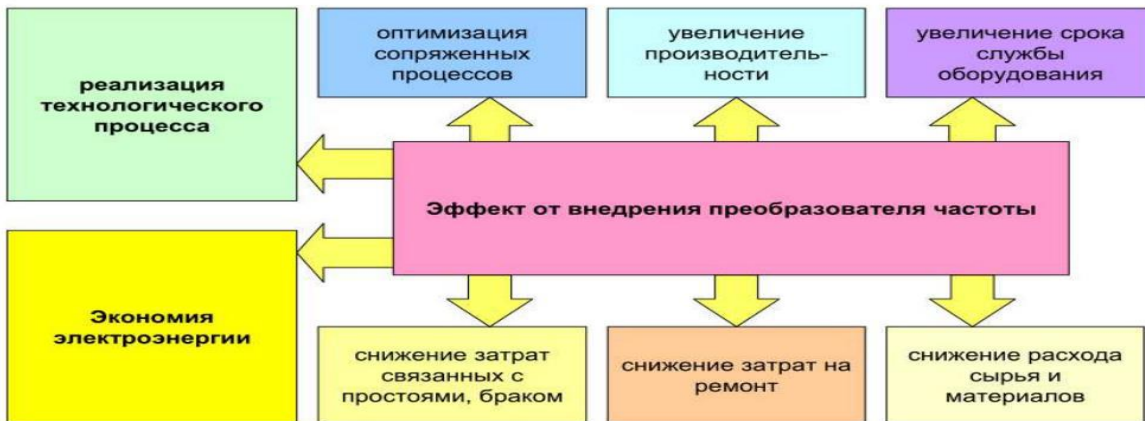 реализация
технологического
процесса
оптимизация
сопряженных
процессов
увеличение
производитель-
ности
увеличение срока
службы
оборудования
Эффект от внедрения преобразователя частоты
Экономия
электроэнергии
снижение затрат
связанных с
простоями, браком
снижение затрат на
ремонт
снижение расхода
сырья и
материалов